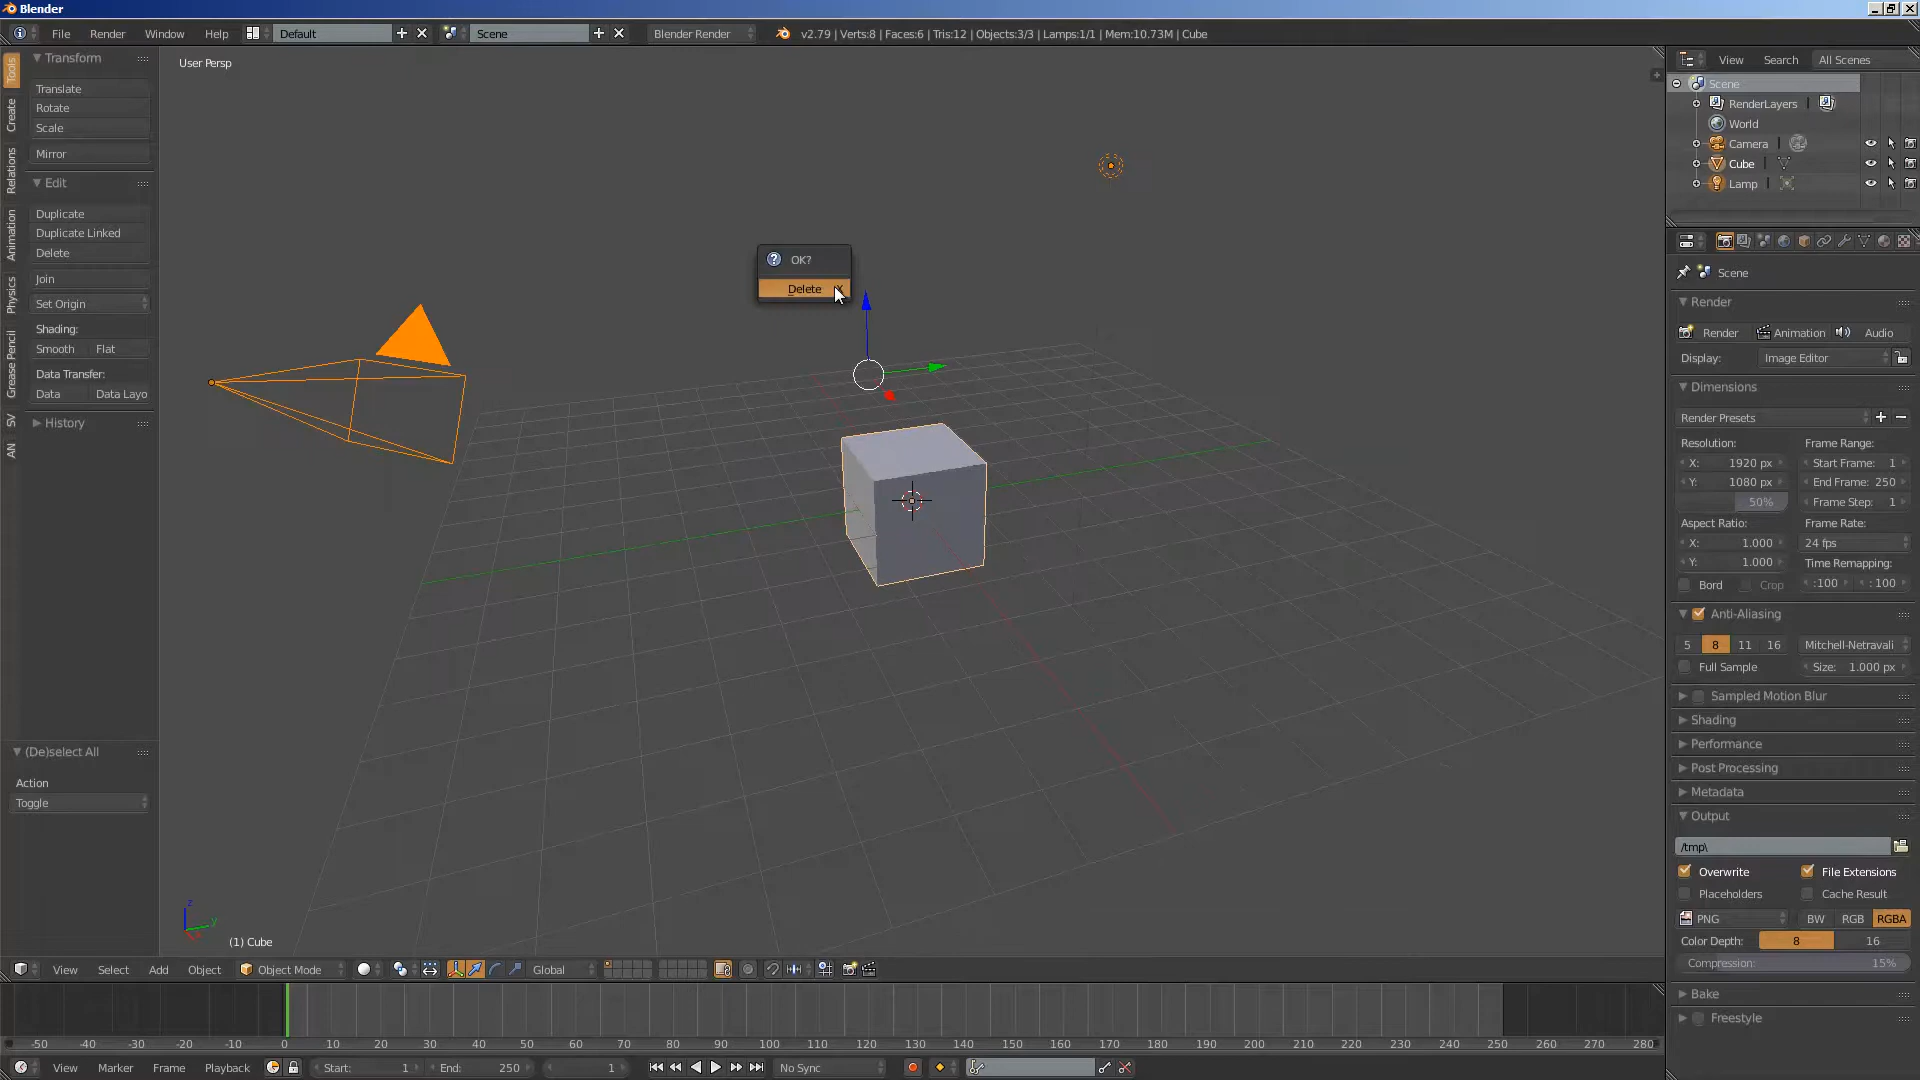 Blender
File Render Window Help Default Scene Blender Render v2.79 | Verts:8 | Faces:6 | Tris:12 | Objects:3/3 | Lamps:1/1 | Mem:10.73M | Cube
Tools
Create
Relations
Animation
Physics
Grease Pencil
SV
AN
Transform
Translate
Rotate
Scale
Mirror
Edit
Duplicate
Duplicate Linked
Delete
Join
Set Origin
Shading:
Smooth Flat
Data Transfer:
Data Data Layo
History
(De)select All
Action
Toggle
User Persp
OK?
Delete
z
y
(1) Cube
View Select Add Object Object Mode Global
-50 -40 -30 -20 -10 0 10 20 30 40 50 60 70 80 90 100 110 120 130 140 150 160 170 180 190 200 210 220 230 240 250 260 270 280
View Marker Frame Playback Start: 1 End: 250 1 No Sync
View Search All Scenes
Scene
RenderLayers |
World
Camera |
Cube |
Lamp |
Scene
Render
Render Animation Audio
Display: Image Editor
Dimensions
Render Presets
Resolution: Frame Range:
X: 1920 px Start Frame: 1
Y: 1080 px End Frame: 250
50% Frame Step: 1
Aspect Ratio: Frame Rate:
X: 1.000 24 fps
Y: 1.000 Time Remapping:
Bord Crop :100 : 100
Anti-Aliasing
5 8 11 16 Mitchell-Netravali
Full Sample Size: 1.000 px
Sampled Motion Blur
Shading
Performance
Post Processing
Metadata
Output
/tmp\
Overwrite File Extensions
Placeholders Cache Result
PNG BW RGB RGBA
Color Depth: 8 16
Compression: 15%
Bake
Freestyle